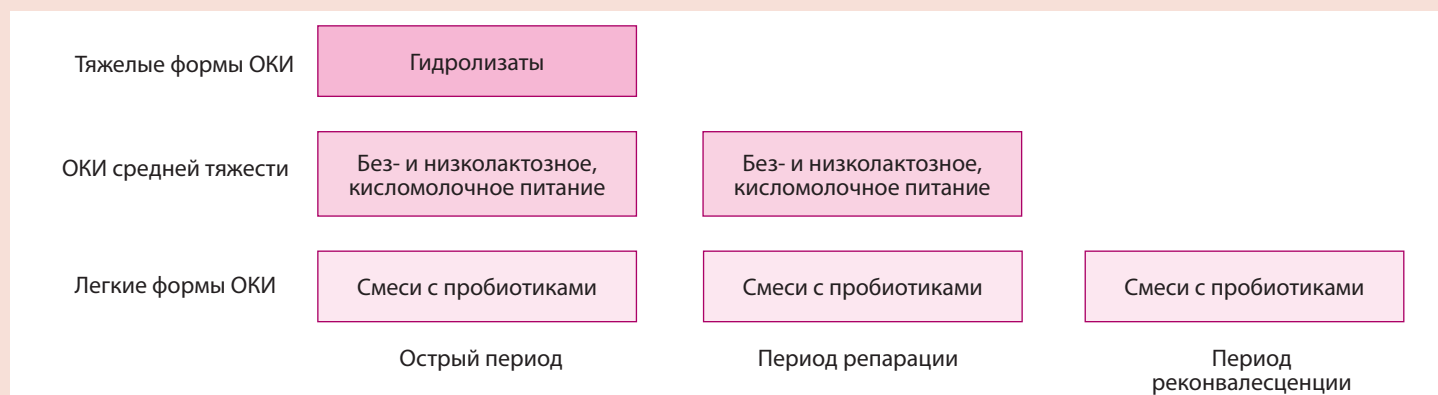 Тяжелые формы ОКИ
Гидролизаты
ОКИ средней тяжести
Без- и низколактозное,
кисломолочное питание
Без- и низколактозное,
кисломолочное питание
Легкие формы ОКИ
Смеси с пробиотиками
Смеси с пробиотиками
Смеси с пробиотиками
Острый период
Период репарации
Период
реконвалесценции